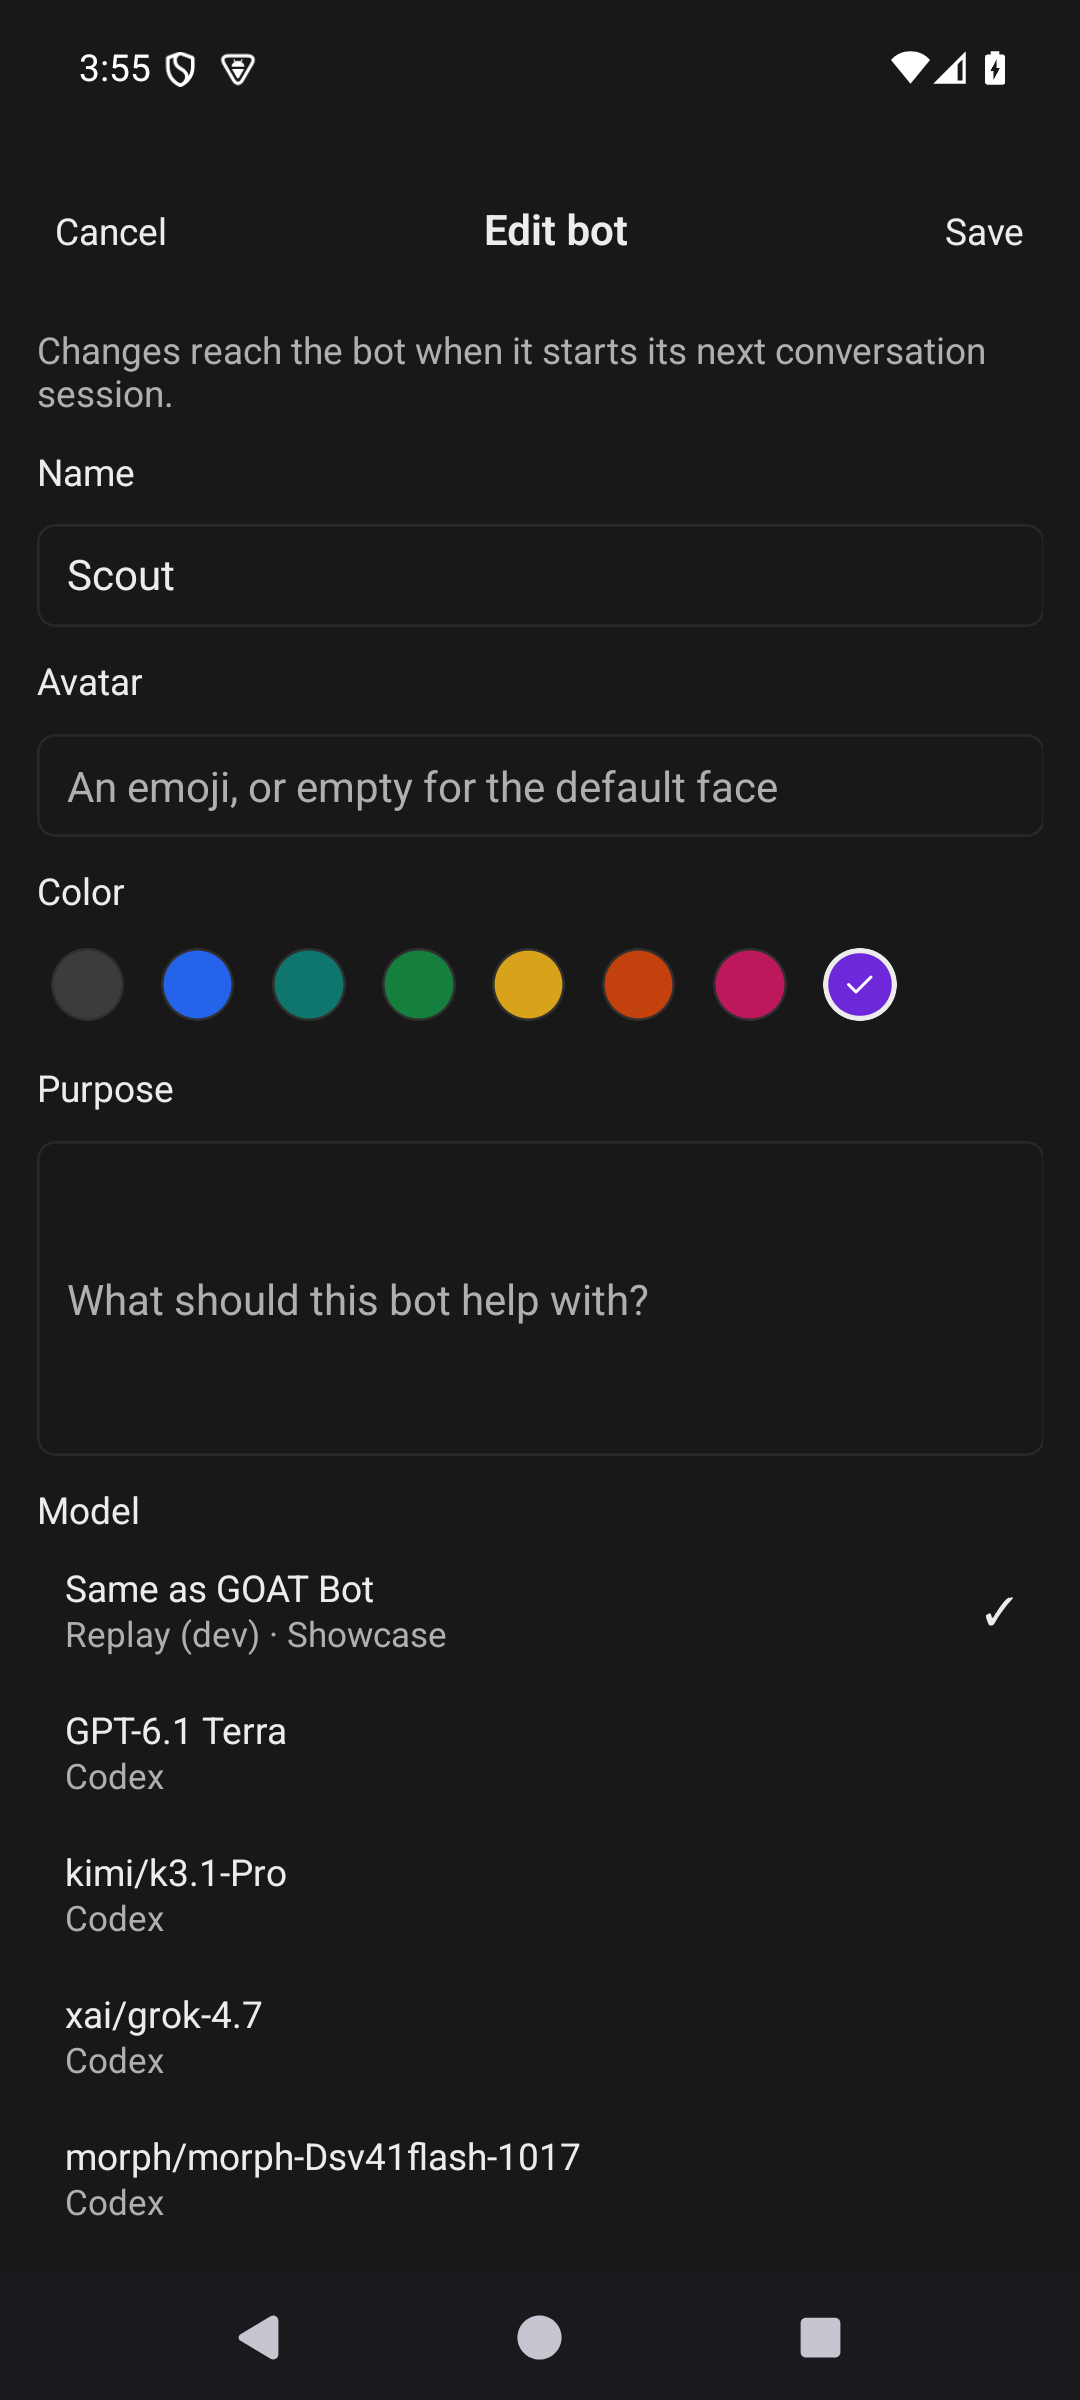 3:55
Cancel
Edit bot
Save
Changes reach the bot when it starts its next conversation
session.
Name
Scout
Avatar
An emoji, or empty for the default face
Color
Purpose
What should this bot help with?
Model
Same as GOAT Bot
Replay (dev) · Showcase
GPT-6.1 Terra
Codex
kimi/k3.1-Pro
Codex
xai/grok-4.7
Codex
morph/morph-Dsv41flash-1017
Codex